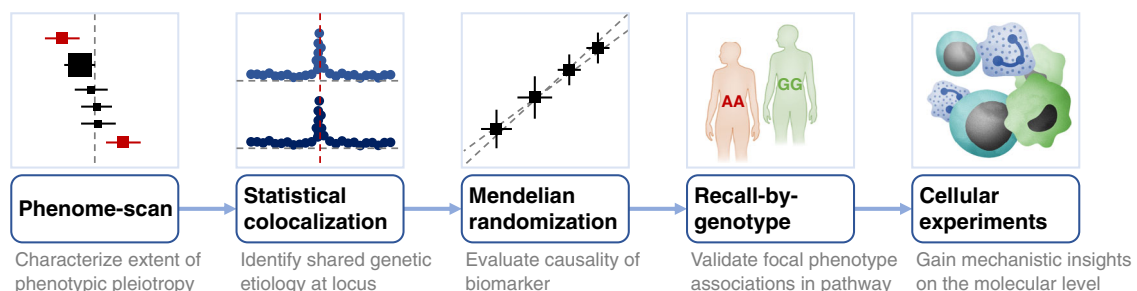 AA
GG
Phenome-scan
Statistical
colocalization
Mendelian
randomization
Recall-by-
genotype
Cellular
experiments
Characterize extent of
phenotypic pleiotropy
Identify shared genetic
etiology at locus
Evaluate causality of
biomarker
Validate focal phenotype
associations in pathway
Gain mechanistic insights
on the molecular level